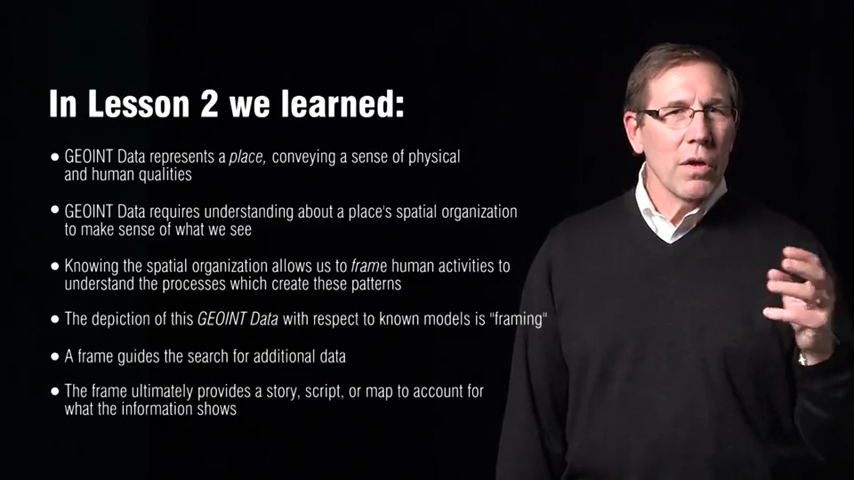 In Lesson 2 we learned:
● GEOINT Data represents a place, conveying a sense of physical
and human qualities
● GEOINT Data requires understanding about a place's spatial organization
to make sense of what we see
● Knowing the spatial organization allows us to frame human activities to
understand the processes which create these patterns
● The depiction of this GEOINT Data with respect to known models is "framing"
● A frame guides the search for additional data
● The frame ultimately provides a story, script, or map to account for
what the information shows